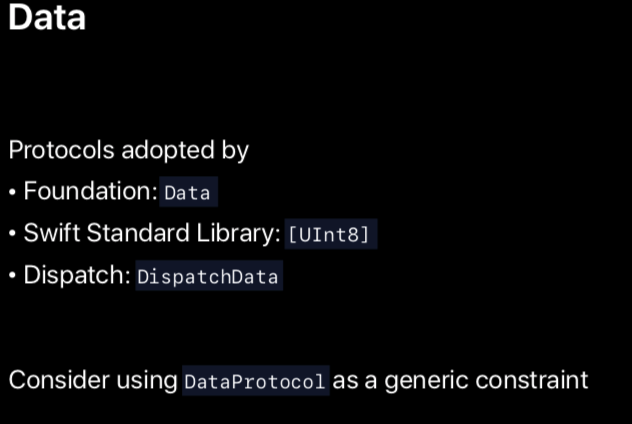 Data
Protocols adopted by
• Foundation: Data
• Swift Standard Library: [UInt8]
• Dispatch: DispatchData
Consider using DataProtocol as a generic constraint